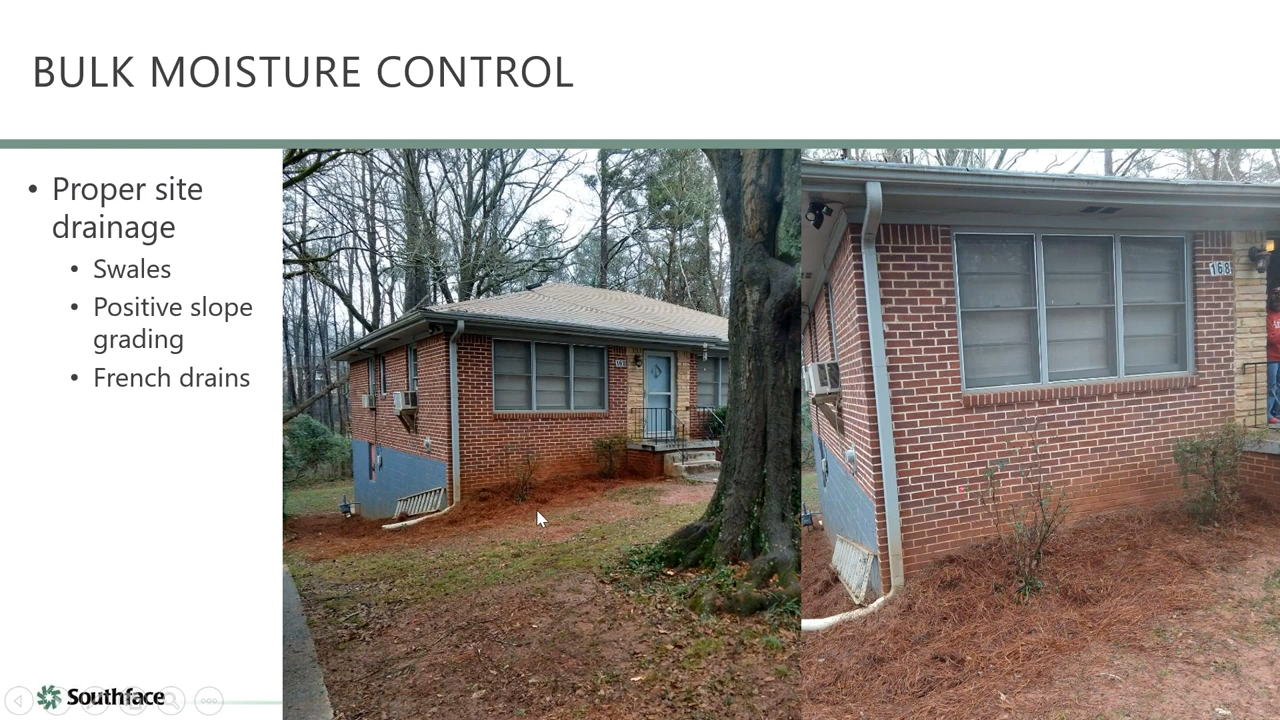 BULK MOISTURE CONTROL
• Proper site
drainage
• Swales
• Positive slope
grading
• French drains
168
Southface